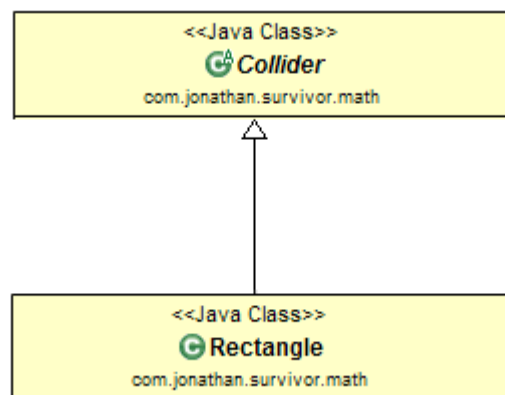 <<Java Class>>
Collider
com.jonathan.survivor.math
<<Java Class>>
Rectangle
com.jonathan.survivor.math